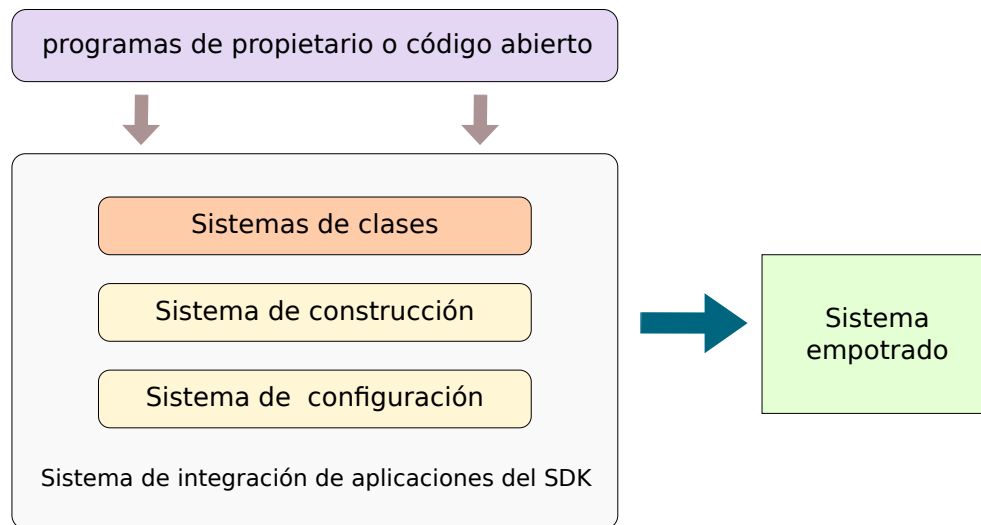 programas de propietario o código abierto
Sistemas de clases
Sistema de construcción
Sistema de configuración
Sistema de integración de aplicaciones del SDK
Sistema
empotrado